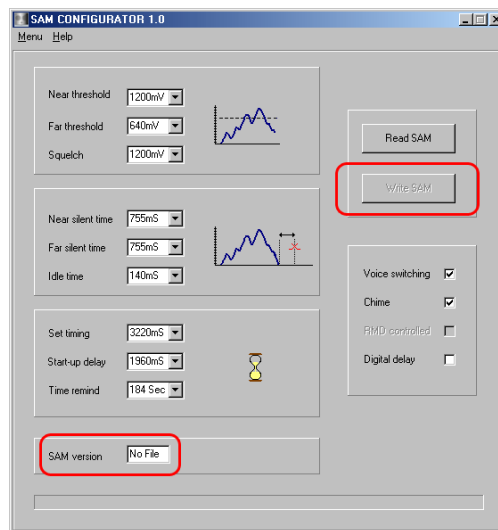 SAM CONFIGURATOR 1.0
Menu Help
Near threshold 1200mV
Far threshold 640mV
Squelch 1200mV
Read SAM
Write SAM
Near silent time 755mS
Far silent time 755mS
Idle time 140mS
Voice switching
Chime
RMD controlled
Digital delay
Set timing 3220mS
Start-up delay 1960mS
Time remind 184 Sec
SAM version No File